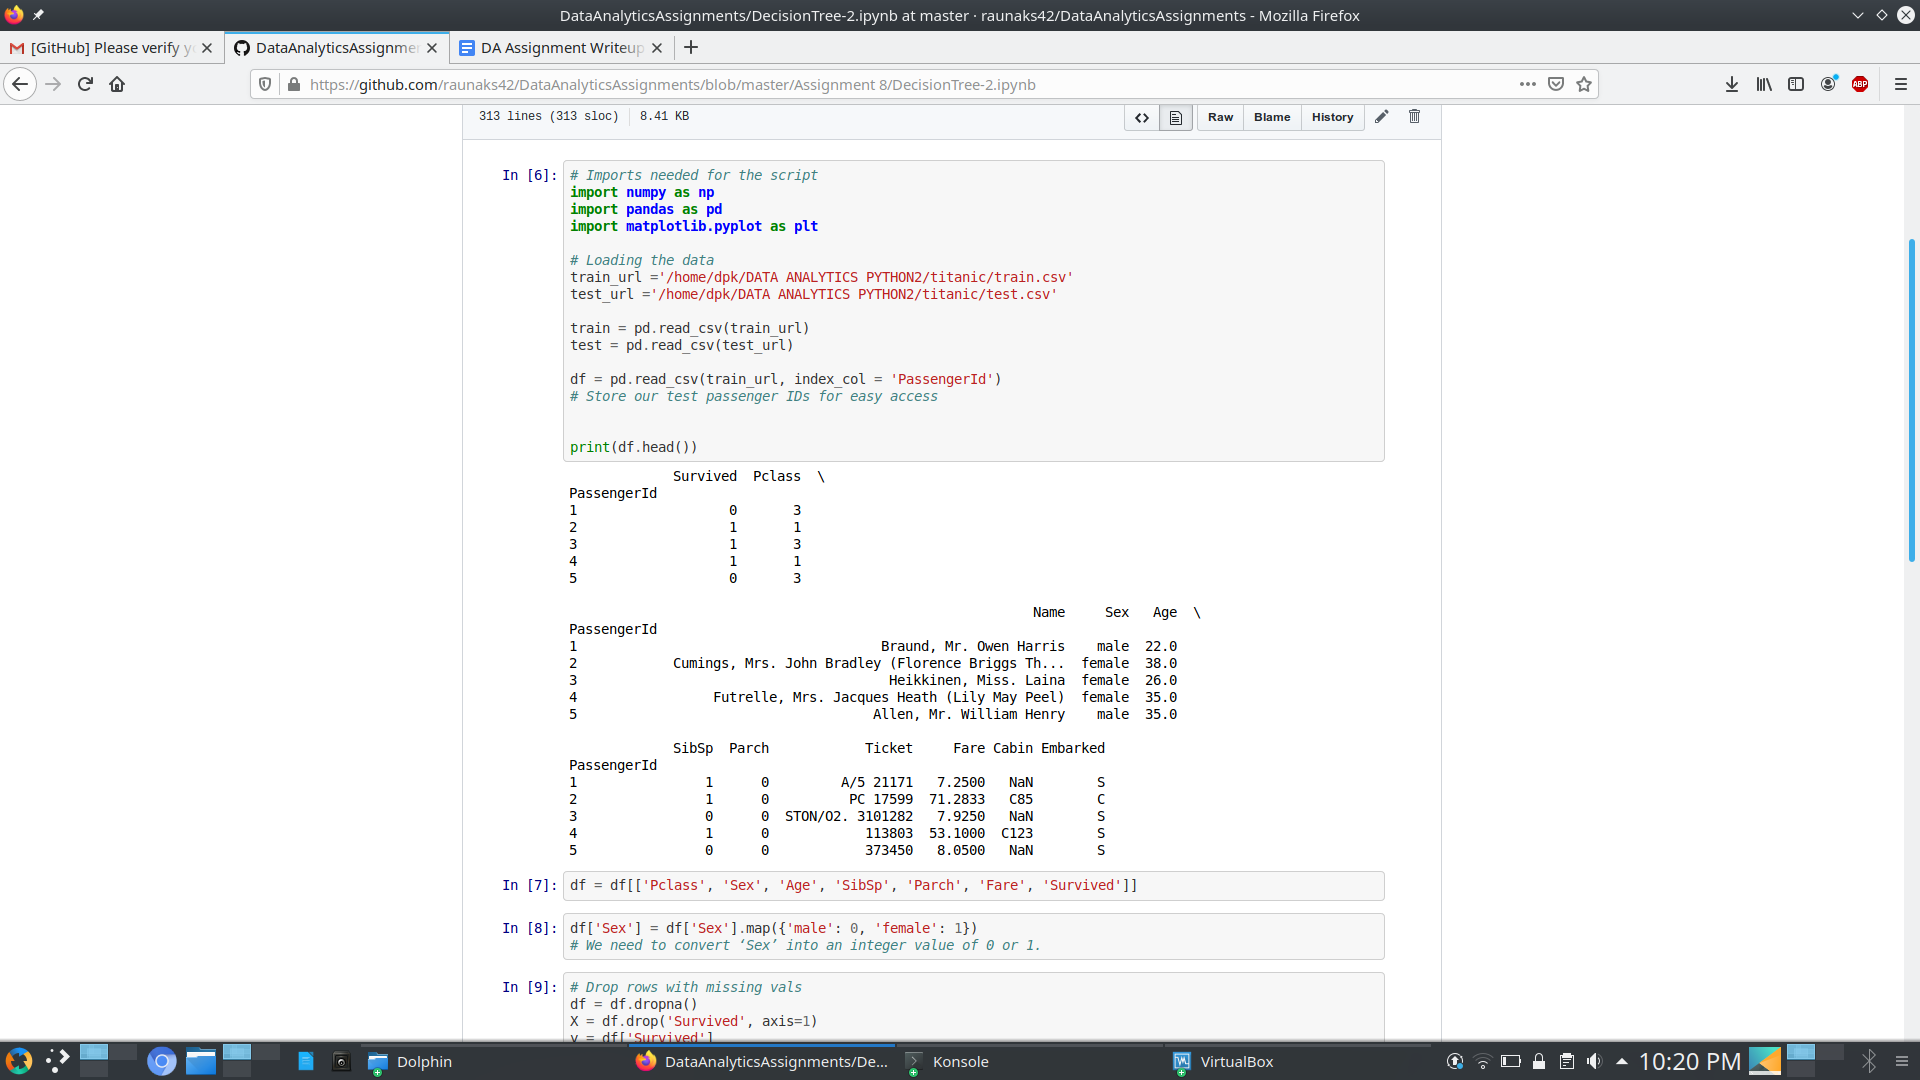 DataAnalyticsAssignments/DecisionTree-2.ipynb at master · raunaks42/DataAnalyticsAssignments - Mozilla Firefox
[GitHub] Please verify y
DataAnalyticsAssignme
DA Assignment Writeup
https://github.com/raunaks42/DataAnalyticsAssignments/blob/master/Assignment 8/DecisionTree-2.ipynb
ABP
313 lines (313 sloc) 8.41 KB
<> Raw Blame History
In [6]: # Imports needed for the script
import numpy as np
import pandas as pd
import matplotlib.pyplot as plt
# Loading the data
train_url ='/home/dpk/DATA ANALYTICS PYTHON2/titanic/train.csv'
test_url ='/home/dpk/DATA ANALYTICS PYTHON2/titanic/test.csv'
train = pd.read_csv(train_url)
test = pd.read_csv(test_url)
df = pd.read_csv(train_url, index_col = 'PassengerId')
# Store our test passenger IDs for easy access
print(df.head())
Survived Pclass \
PassengerId
1 0 3
2 1 1
3 1 3
4 1 1
5 0 3
Name Sex Age \
PassengerId
1 Braund, Mr. Owen Harris male 22.0
2 Cumings, Mrs. John Bradley (Florence Briggs Th... female 38.0
3 Heikkinen, Miss. Laina female 26.0
4 Futrelle, Mrs. Jacques Heath (Lily May Peel) female 35.0
5 Allen, Mr. William Henry male 35.0
SibSp Parch Ticket Fare Cabin Embarked
PassengerId
1 1 0 A/5 21171 7.2500 NaN S
2 1 0 PC 17599 71.2833 C85 C
3 0 0 STON/O2. 3101282 7.9250 NaN S
4 1 0 113803 53.1000 C123 S
5 0 0 373450 8.0500 NaN S
In [7]: df = df[['Pclass', 'Sex', 'Age', 'SibSp', 'Parch', 'Fare', 'Survived']]
In [8]: df['Sex'] = df['Sex'].map({'male': 0, 'female': 1})
# We need to convert ‘Sex’ into an integer value of 0 or 1.
In [9]: # Drop rows with missing vals
df = df.dropna()
X = df.drop('Survived', axis=1)
y = df['Survived']
Dolphin
DataAnalyticsAssignments/De...
Konsole
VirtualBox
10:20 PM